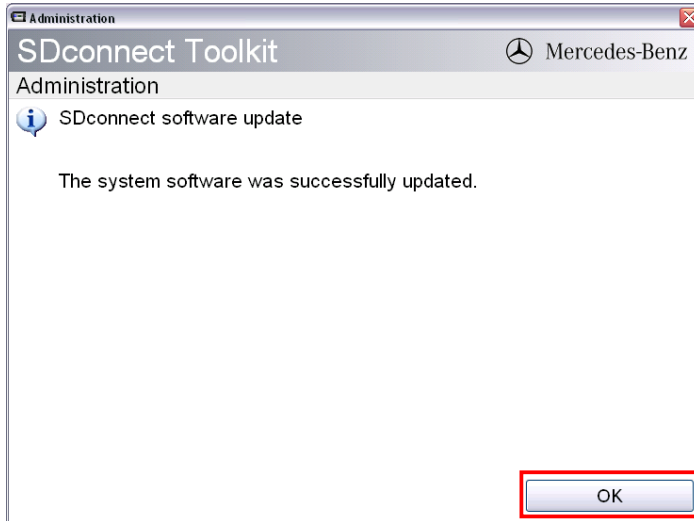 Administration
SDconnect Toolkit
Mercedes-Benz
Administration
SDconnect software update
The system software was successfully updated.
OK